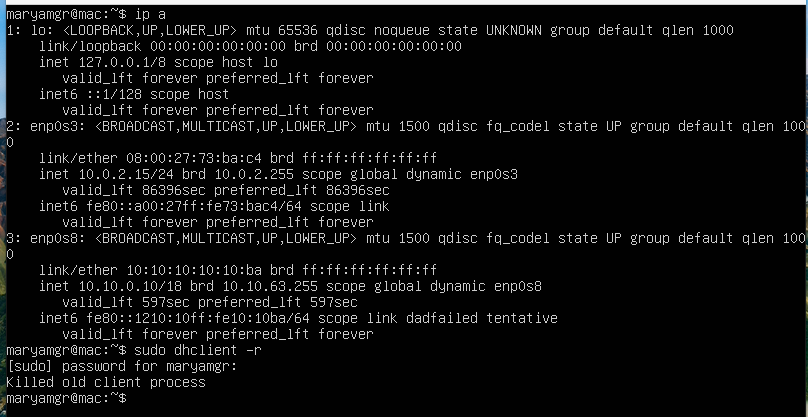 maryamgr@mac:~$ ip a
1: lo: <LOOPBACK,UP,LOWER_UP> mtu 65536 qdisc noqueue state UNKNOWN group default qlen 1000
    link/loopback 00:00:00:00:00:00 brd 00:00:00:00:00:00
    inet 127.0.0.1/8 scope host lo
       valid_lft forever preferred_lft forever
    inet6 ::1/128 scope host
       valid_lft forever preferred_lft forever
2: enp0s3: <BROADCAST,MULTICAST,UP,LOWER_UP> mtu 1500 qdisc fq_codel state UP group default qlen 100
0
    link/ether 08:00:27:73:ba:c4 brd ff:ff:ff:ff:ff:ff
    inet 10.0.2.15/24 brd 10.0.2.255 scope global dynamic enp0s3
       valid_lft 86396sec preferred_lft 86396sec
    inet6 fe80::a00:27ff:fe73:bac4/64 scope link
       valid_lft forever preferred_lft forever
3: enp0s8: <BROADCAST,MULTICAST,UP,LOWER_UP> mtu 1500 qdisc fq_codel state UP group default qlen 100
0
    link/ether 10:10:10:10:10:ba brd ff:ff:ff:ff:ff:ff
    inet 10.10.0.10/18 brd 10.10.63.255 scope global dynamic enp0s8
       valid_lft 597sec preferred_lft 597sec
    inet6 fe80::1210:10ff:fe10:10ba/64 scope link dadfailed tentative
       valid_lft forever preferred_lft forever
maryamgr@mac:~$ sudo dhclient -r
[sudo] password for maryamgr:
Killed old client process
maryamgr@mac:~$